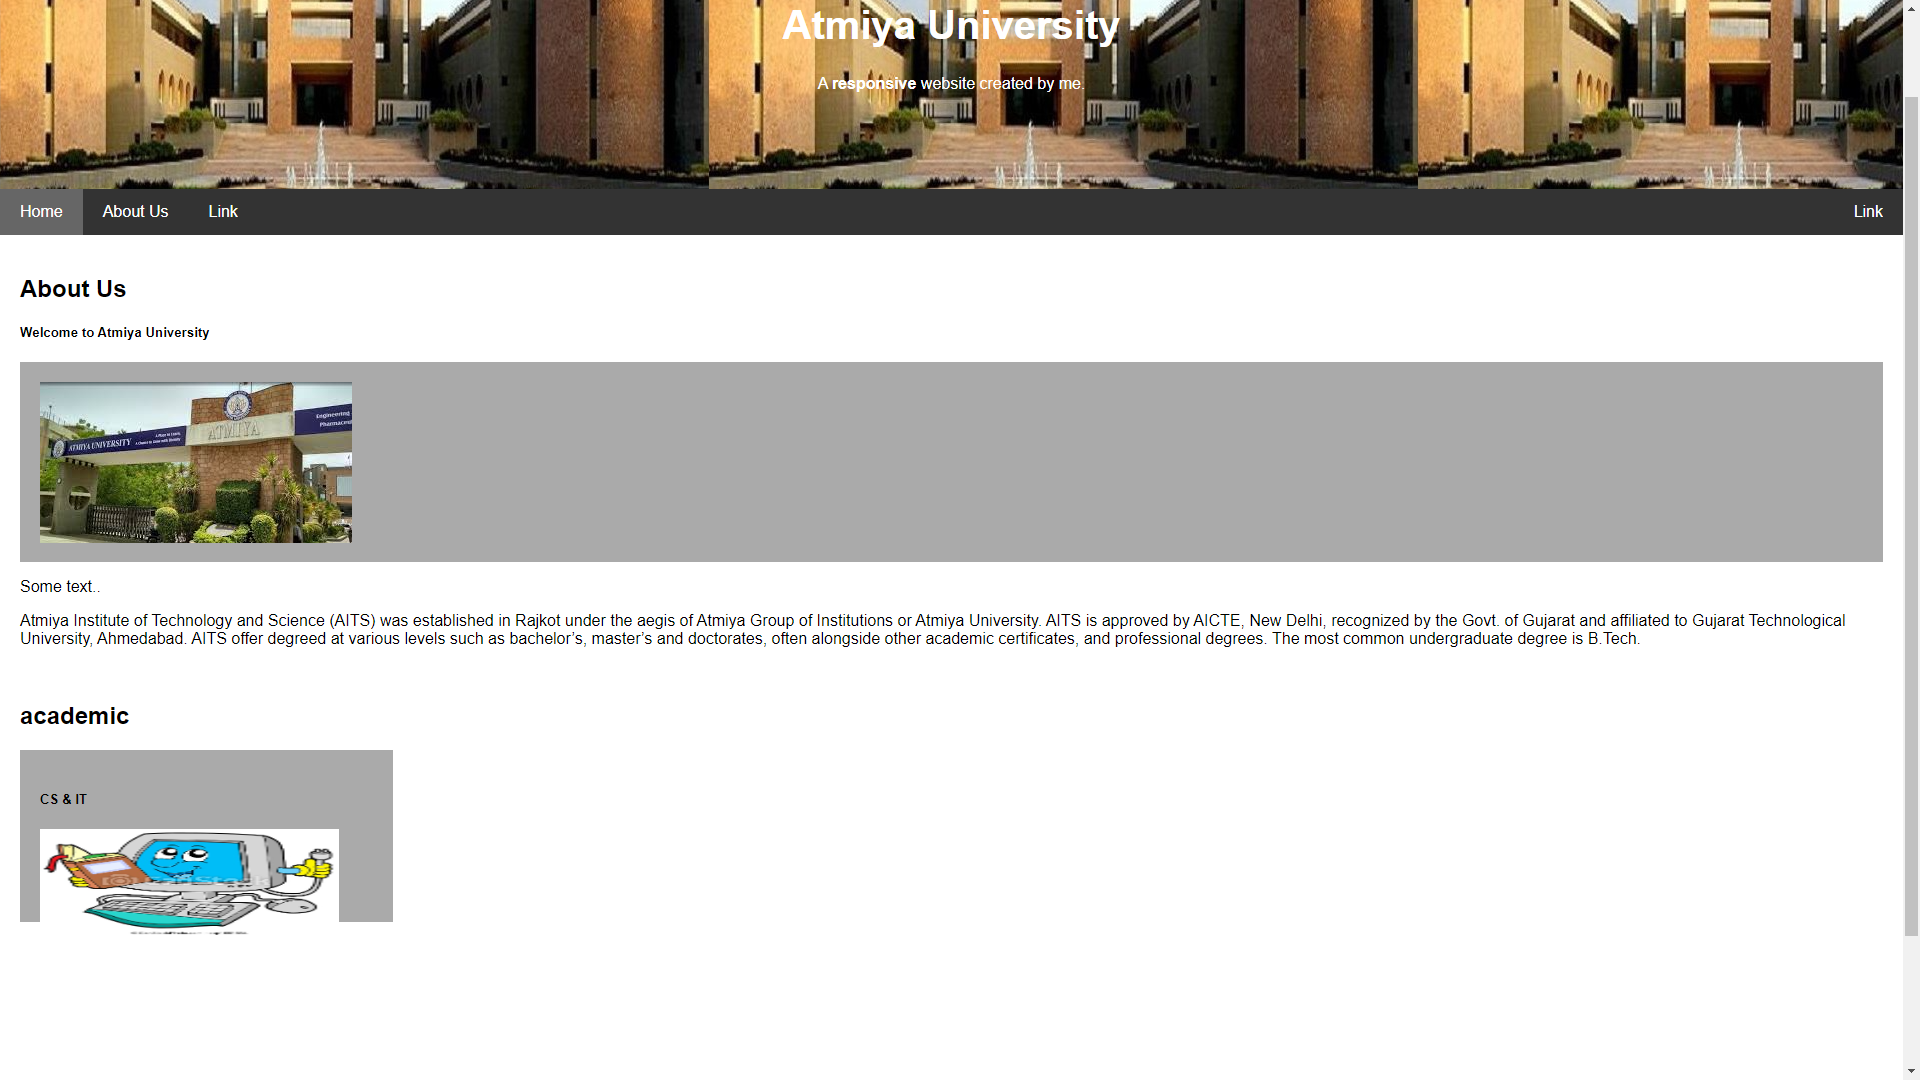 Atmiya University
A responsive website created by me.
Home
About Us
Link
Link
About Us
Welcome to Atmiya University
ATMIYA UNIVERSITY
ATMIYA
Engineering
Some text..
Atmiya Institute of Technology and Science (AITS) was established in Rajkot under the aegis of Atmiya Group of Institutions or Atmiya University. AITS is approved by AICTE, New Delhi, recognized by the Govt. of Gujarat and affiliated to Gujarat Technological
University, Ahmedabad. AITS offer degreed at various levels such as bachelor’s, master’s and doctorates, often alongside other academic certificates, and professional degrees. The most common undergraduate degree is B.Tech.
academic
CS & IT